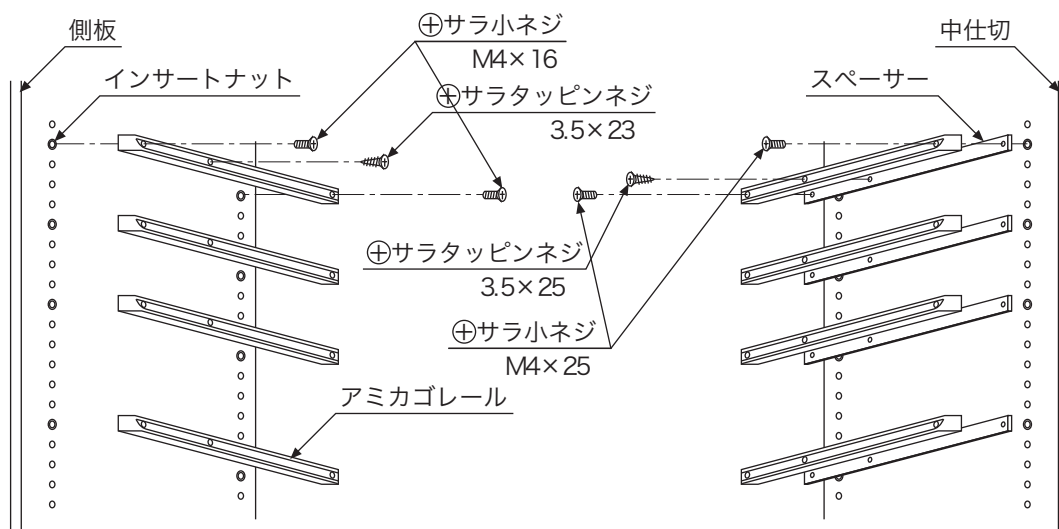 側板
⊕サラ小ネジ
M4×16
中仕切
インサートナット
⊕サラタッピンネジ
3.5×23
スペーサー
⊕サラタッピンネジ
3.5×25
⊕サラ小ネジ
M4×25
アミカゴレール